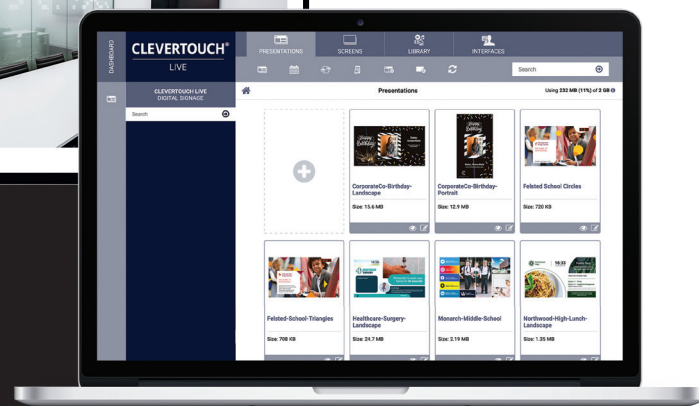 DASHBOARD
CLEVERTOUCH®
LIVE
PRESENTATIONS
SCREENS
LIBRARY
INTERFACES
Search
CLEVERTOUCH LIVE
DIGITAL SIGNAGE
Search
Presentations
Using 232 MB (11%) of 2 GB
CorporateCo-Birthday-
Landscape
Size: 15.6 MB
CorporateCo-Birthday-
Portrait
Size: 12.9 MB
Felsted School Circles
Size: 720 KB
16:33
Felsted-School-Triangles
Size: 708 KB
Healthcare-Surgery-
Landscape
Size: 24.7 MB
Monarch-Middle-School
Size: 2.19 MB
Northwood-High-Lunch-
Landscape
Size: 1.35 MB